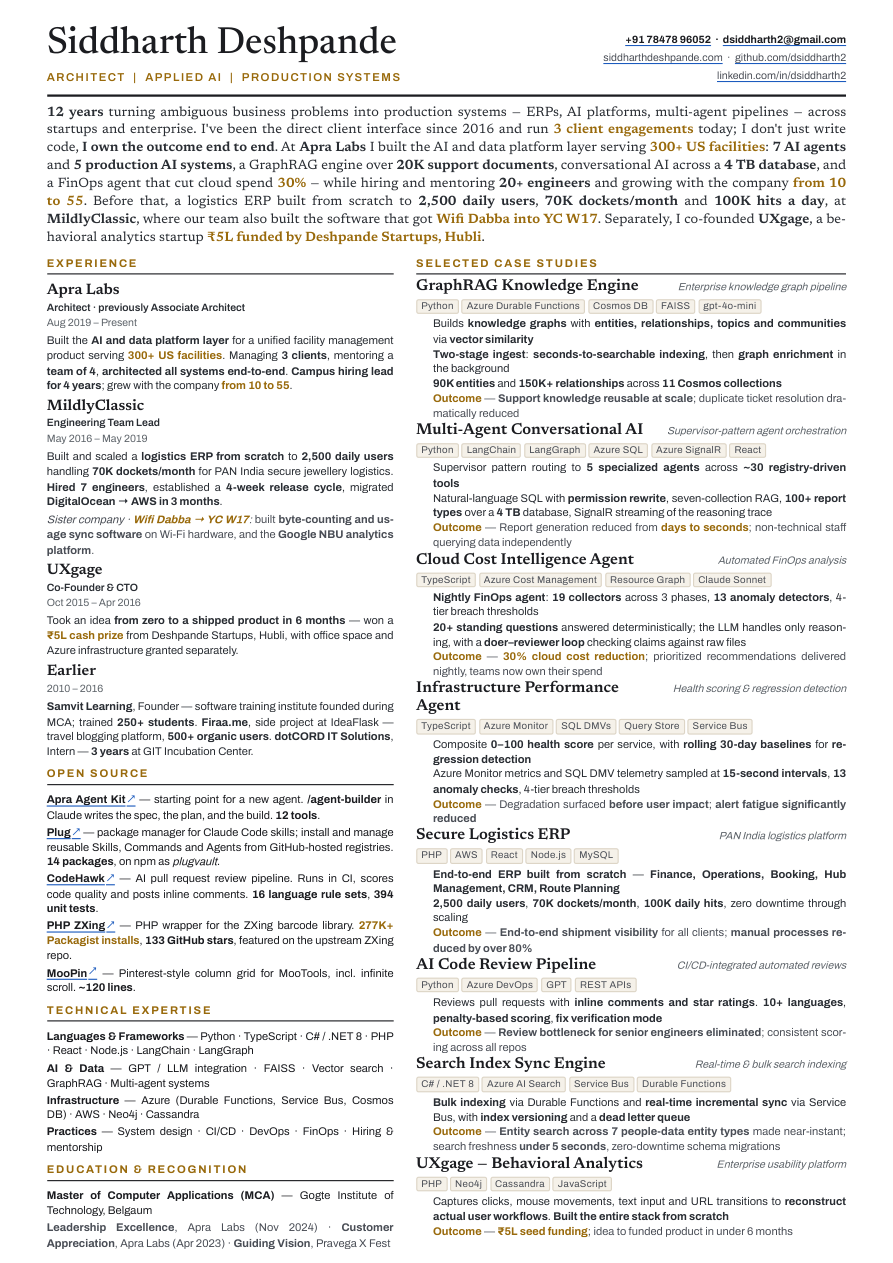 Siddharth Deshpande
ARCHITECT | APPLIED AI | PRODUCTION SYSTEMS
+91 78478 96052 · dsiddharth2@gmail.com
siddharthdeshpande.com · github.com/dsiddharth2
linkedin.com/in/dsiddharth2
12 years turning ambiguous business problems into production systems – ERPs, AI platforms, multi-agent pipelines – across
startups and enterprise. I've been the direct client interface since 2016 and run 3 client engagements today; I don't just write
code, I own the outcome end to end. At Apra Labs I built the AI and data platform layer serving 300+ US facilities: 7 AI agents
and 5 production AI systems, a GraphRAG engine over 20K support documents, conversational AI across a 4 TB database, and
a FinOps agent that cut cloud spend 30% – while hiring and mentoring 20+ engineers and growing with the company from 10
to 55. Before that, a logistics ERP built from scratch to 2,500 daily users, 70K dockets/month and 100K hits a day, at
MildlyClassic, where our team also built the software that got Wifi Dabba into YC W17. Separately, I co-founded UXgage, a be-
havioral analytics startup ₹5L funded by Deshpande Startups, Hubli.
EXPERIENCE
Apra Labs
Architect · previously Associate Architect
Aug 2019 – Present
Built the AI and data platform layer for a unified facility management
product serving 300+ US facilities. Managing 3 clients, mentoring a
team of 4, architected all systems end-to-end. Campus hiring lead
for 4 years; grew with the company from 10 to 55.
MildlyClassic
Engineering Team Lead
May 2016 – May 2019
Built and scaled a logistics ERP from scratch to 2,500 daily users
handling 70K dockets/month for PAN India secure jewellery logistics.
Hired 7 engineers, established a 4-week release cycle, migrated
DigitalOcean → AWS in 3 months.
Sister company · Wifi Dabba → YC W17: built byte-counting and us-
age sync software on Wi-Fi hardware, and the Google NBU analytics
platform.
UXgage
Co-Founder & CTO
Oct 2015 – Apr 2016
Took an idea from zero to a shipped product in 6 months — won a
₹5L cash prize from Deshpande Startups, Hubli, with office space and
Azure infrastructure granted separately.
Earlier
2010 – 2016
Samvit Learning, Founder — software training institute founded during
MCA; trained 250+ students. Firaa.me, side project at IdeaFlask —
travel blogging platform, 500+ organic users. dotCORD IT Solutions,
Intern — 3 years at GIT Incubation Center.
OPEN SOURCE
Apra Agent Kit↗ — starting point for a new agent. /agent-builder in
Claude writes the spec, the plan, and the build. 12 tools.
Plug↗ — package manager for Claude Code skills; install and manage
reusable Skills, Commands and Agents from GitHub-hosted registries.
14 packages, on npm as plugvault.
CodeHawk↗ — AI pull request review pipeline. Runs in CI, scores
code quality and posts inline comments. 16 language rule sets, 394
unit tests.
PHP ZXing↗ — PHP wrapper for the ZXing barcode library. 277K+
Packagist installs, 133 GitHub stars, featured on the upstream ZXing
repo.
MooPin↗ — Pinterest-style column grid for MooTools, incl. infinite
scroll. ~120 lines.
TECHNICAL EXPERTISE
Languages & Frameworks — Python · TypeScript · C# / .NET 8 · PHP
· React · Node.js · LangChain · LangGraph
AI & Data — GPT / LLM integration · FAISS · Vector search ·
GraphRAG · Multi-agent systems
Infrastructure — Azure (Durable Functions, Service Bus, Cosmos
DB) · AWS · Neo4j · Cassandra
Practices — System design · CI/CD · DevOps · FinOps · Hiring &
mentorship
EDUCATION & RECOGNITION
Master of Computer Applications (MCA) — Gogte Institute of
Technology, Belgaum
Leadership Excellence, Apra Labs (Nov 2024) · Customer
Appreciation, Apra Labs (Apr 2023) · Guiding Vision, Pravega X Fest
SELECTED CASE STUDIES
GraphRAG Knowledge Engine Enterprise knowledge graph pipeline
Python Azure Durable Functions Cosmos DB FAISS gpt-4o-mini
Builds knowledge graphs with entities, relationships, topics and communities
via vector similarity
Two-stage ingest: seconds-to-searchable indexing, then graph enrichment in
the background
90K entities and 150K+ relationships across 11 Cosmos collections
Outcome — Support knowledge reusable at scale; duplicate ticket resolution dra-
matically reduced
Multi-Agent Conversational AI Supervisor-pattern agent orchestration
Python LangChain LangGraph Azure SQL Azure SignalR React
Supervisor pattern routing to 5 specialized agents across ~30 registry-driven
tools
Natural-language SQL with permission rewrite, seven-collection RAG, 100+ report
types over a 4 TB database, SignalR streaming of the reasoning trace
Outcome — Report generation reduced from days to seconds; non-technical staff
querying data independently
Cloud Cost Intelligence Agent Automated FinOps analysis
TypeScript Azure Cost Management Resource Graph Claude Sonnet
Nightly FinOps agent: 19 collectors across 3 phases, 13 anomaly detectors, 4-
tier breach thresholds
20+ standing questions answered deterministically; the LLM handles only reason-
ing, with a doer–reviewer loop checking claims against raw files
Outcome — 30% cloud cost reduction; prioritized recommendations delivered
nightly, teams now own their spend
Infrastructure Performance Health scoring & regression detection
Agent
TypeScript Azure Monitor SQL DMVs Query Store Service Bus
Composite 0–100 health score per service, with rolling 30-day baselines for re-
gression detection
Azure Monitor metrics and SQL DMV telemetry sampled at 15-second intervals, 13
anomaly checks, 4-tier breach thresholds
Outcome — Degradation surfaced before user impact; alert fatigue significantly
reduced
Secure Logistics ERP PAN India logistics platform
PHP AWS React Node.js MySQL
End-to-end ERP built from scratch — Finance, Operations, Booking, Hub
Management, CRM, Route Planning
2,500 daily users, 70K dockets/month, 100K daily hits, zero downtime through
scaling
Outcome — End-to-end shipment visibility for all clients; manual processes re-
duced by over 80%
AI Code Review Pipeline CI/CD-integrated automated reviews
Python Azure DevOps GPT REST APIs
Reviews pull requests with inline comments and star ratings. 10+ languages,
penalty-based scoring, fix verification mode
Outcome — Review bottleneck for senior engineers eliminated; consistent scor-
ing across all repos
Search Index Sync Engine Real-time & bulk search indexing
C# / .NET 8 Azure AI Search Service Bus Durable Functions
Bulk indexing via Durable Functions and real-time incremental sync via Service
Bus, with index versioning and a dead letter queue
Outcome — Entity search across 7 people-data entity types made near-instant;
search freshness under 5 seconds, zero-downtime schema migrations
UXgage – Behavioral Analytics Enterprise usability platform
PHP Neo4j Cassandra JavaScript
Captures clicks, mouse movements, text input and URL transitions to reconstruct
actual user workflows. Built the entire stack from scratch
Outcome — ₹5L seed funding; idea to funded product in under 6 months